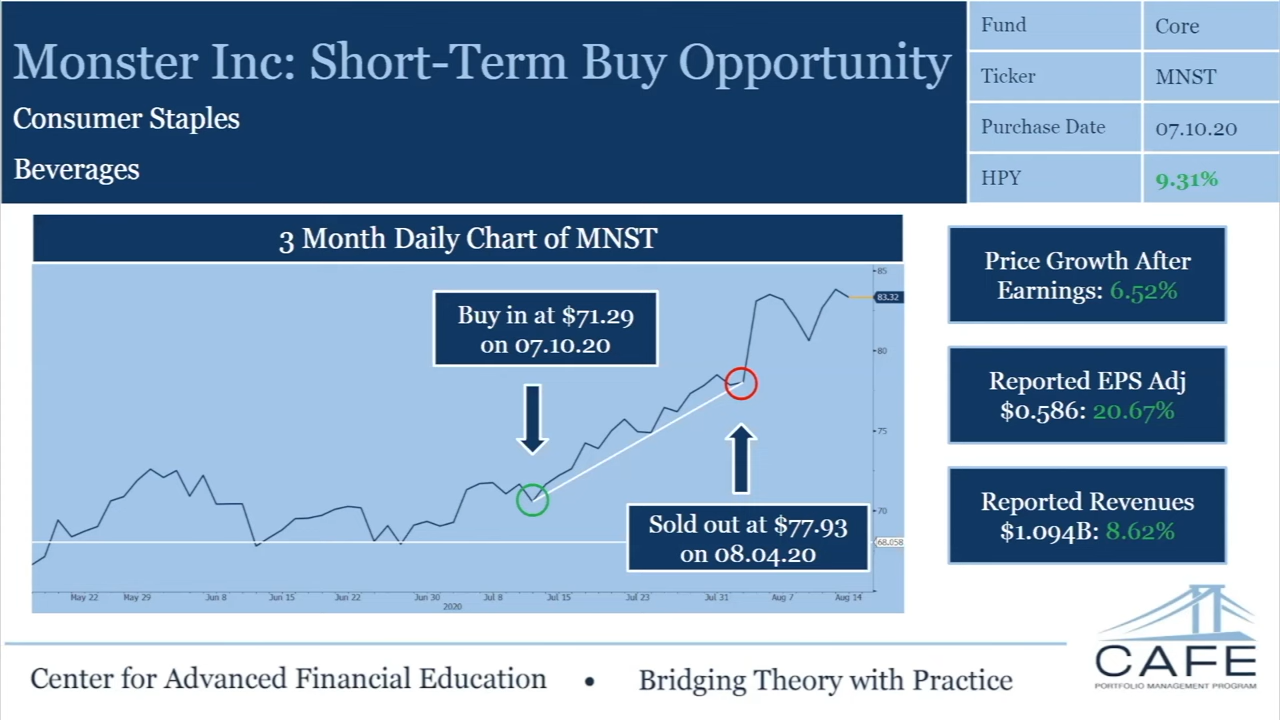 Monster Inc: Short-Term Buy Opportunity
Consumer Staples
Beverages
Fund Core
Ticker MNST
Purchase Date 07.10.20
HPY 9.31%
3 Month Daily Chart of MNST
Buy in at $71.29
on 07.10.20
Sold out at $77.93
on 08.04.20
85
83.32
80
75
70
68.058
May 22 May 29 Jun 8 Jun 15 Jun 22 Jun 30 Jul 8 Jul 15 Jul 23 Jul 31 Aug 7 Aug 14
2020
Price Growth After
Earnings: 6.52%
Reported EPS Adj
$0.586: 20.67%
Reported Revenues
$1.094B: 8.62%
Center for Advanced Financial Education • Bridging Theory with Practice
CAFE
PORTFOLIO MANAGEMENT PROGRAM